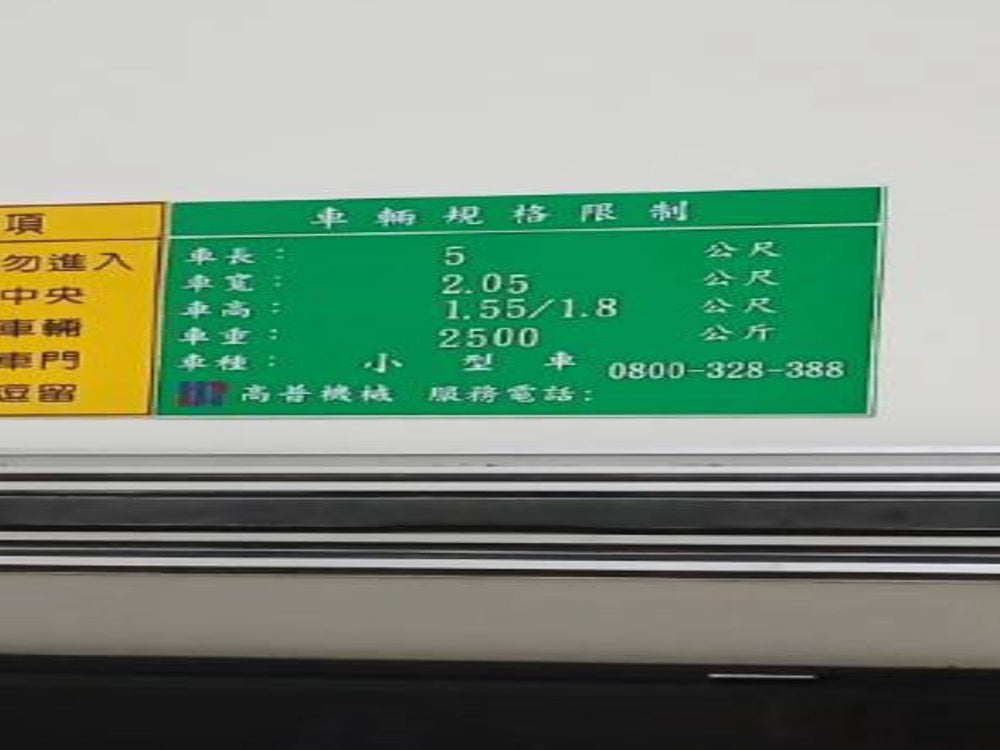 項
勿進入
中央
車輛
車門
逗留
車輛規格限制
車長： 5 公尺
車寬： 2.05 公尺
車高： 1.55/1.8 公尺
車重： 2500 公斤
車種： 小型車
0800-328-388
高普機械 服務電話：